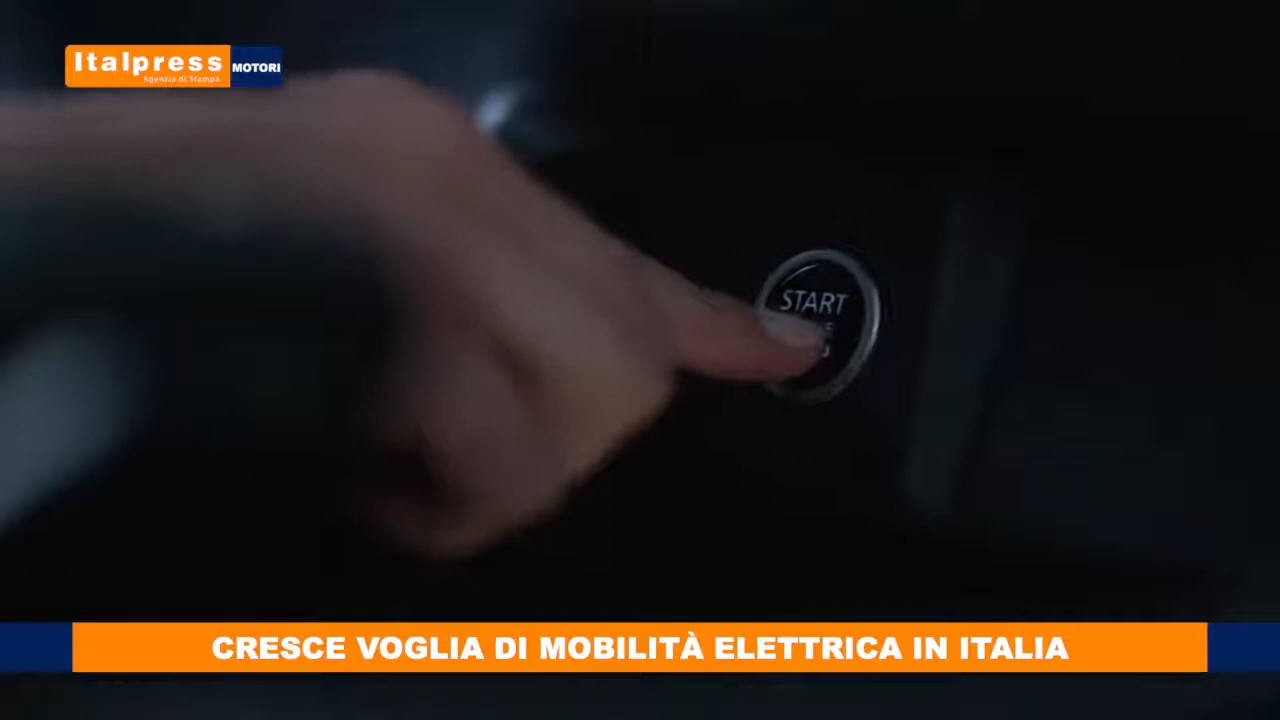 Italpress
MOTORI
Agenzia di Stampa
START
CRESCE VOGLIA DI MOBILITÀ ELETTRICA IN ITALIA